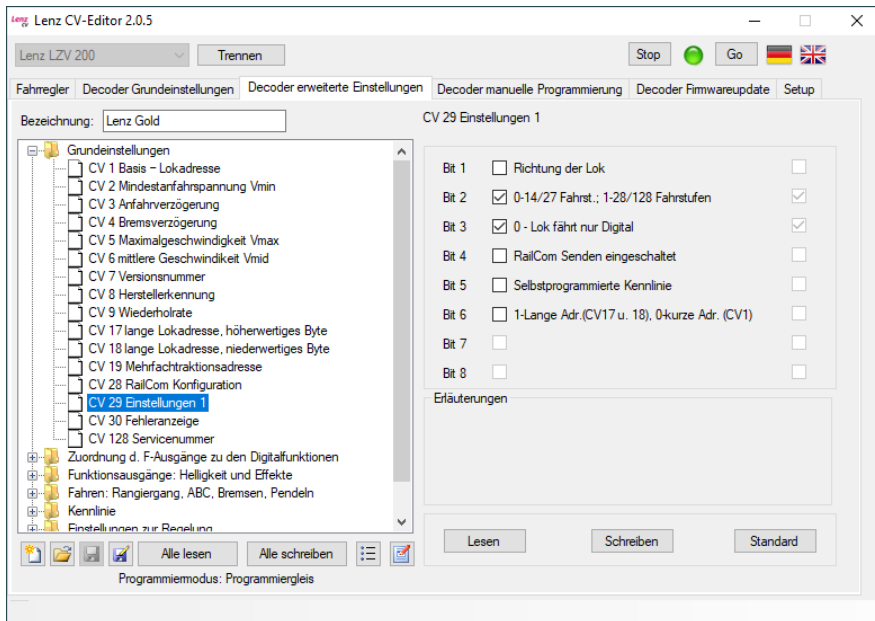 Lenz CV Lenz CV-Editor 2.0.5
Lenz LZV 200 Trennen Stop Go
Fahrregler Decoder Grundeinstellungen Decoder erweiterte Einstellungen Decoder manuelle Programmierung Decoder Firmwareupdate Setup
Bezeichnung: Lenz Gold
Grundeinstellungen
CV 1 Basis – Lokadresse
CV 2 Mindestanfahrspannung Vmin
CV 3 Anfahrverzögerung
CV 4 Bremsverzögerung
CV 5 Maximalgeschwindigkeit Vmax
CV 6 mittlere Geschwindikeit Vmid
CV 7 Versionsnummer
CV 8 Herstellerkennung
CV 9 Wiederholrate
CV 17 lange Lokadresse, höherwertiges Byte
CV 18 lange Lokadresse, niederwertiges Byte
CV 19 Mehrfachtraktionsadresse
CV 28 RailCom Konfiguration
CV 29 Einstellungen 1
CV 30 Fehleranzeige
CV 128 Servicenummer
Zuordnung d. F-Ausgänge zu den Digitalfunktionen
Funktionsausgänge: Helligkeit und Effekte
Fahren: Rangiergang, ABC, Bremsen, Pendeln
Kennlinie
Einstellungen zur Regelung
Alle lesen Alle schreiben
Programmiermodus: Programmiergleis
CV 29 Einstellungen 1
Bit 1 Richtung der Lok
Bit 2 0-14/27 Fahrst.; 1-28/128 Fahrstufen
Bit 3 0 - Lok fährt nur Digital
Bit 4 RailCom Senden eingeschaltet
Bit 5 Selbstprogrammierte Kennlinie
Bit 6 1-Lange Adr.(CV17 u. 18), 0-kurze Adr. (CV1)
Bit 7
Bit 8
Erläuterungen
Lesen Schreiben Standard